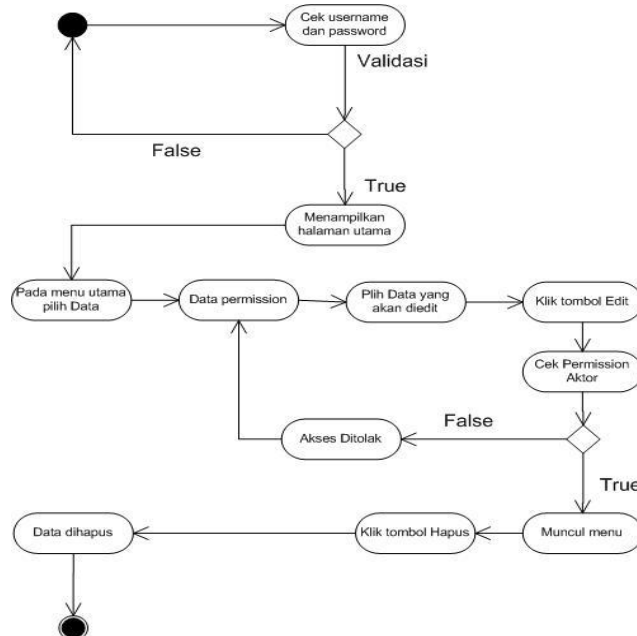 Cek username
dan password
Validasi
False
True
Menampilkan
halaman utama
Pada menu utama
pilih Data
Data permission
Plih Data yang
akan diedit
Klik tombol Edit
Cek Permission
Aktor
False
Akses Ditolak
True
Muncul menu
Klik tombol Hapus
Data dihapus